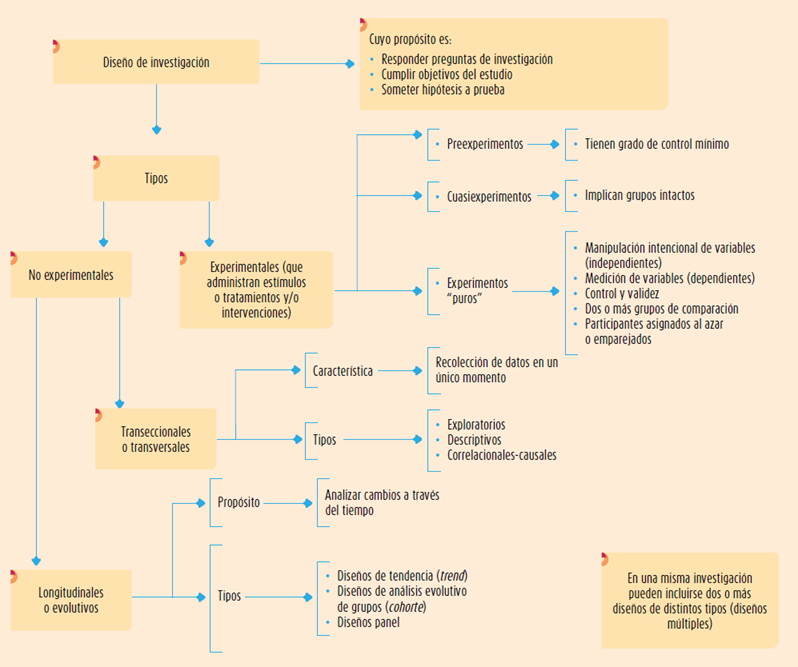 Diseño de investigación
Cuyo propósito es:
• Responder preguntas de investigación
• Cumplir objetivos del estudio
• Someter hipótesis a prueba
Tipos
No experimentales
Experimentales (que
administran estímulos
o tratamientos y/o
intervenciones)
• Preexperimentos
• Tienen grado de control mínimo
• Cuasiexperimentos
• Implican grupos intactos
• Experimentos
"puros"
• Manipulación intencional de variables
(independientes)
• Medición de variables (dependientes)
• Control y validez
• Dos o más grupos de comparación
• Participantes asignados al azar
o emparejados
Transeccionales
o transversales
Característica
Recolección de datos en un
único momento
Tipos
• Exploratorios
• Descriptivos
• Correlacionales-causales
Longitudinales
o evolutivos
Propósito
Analizar cambios a través
del tiempo
Tipos
• Diseños de tendencia (trend)
• Diseños de análisis evolutivo
de grupos (cohorte)
• Diseños panel
En una misma investigación
pueden incluirse dos o más
diseños de distintos tipos (diseños
múltiples)